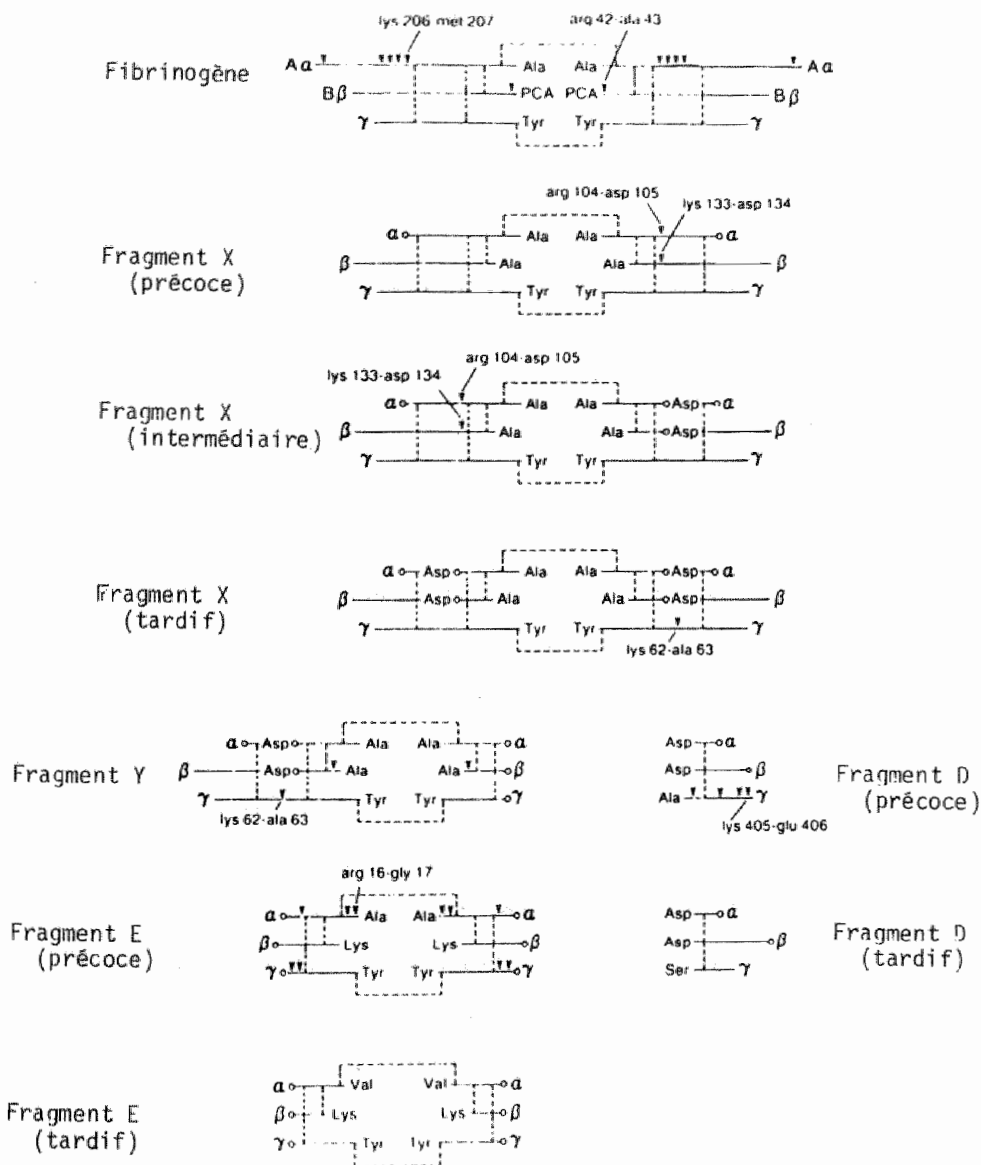 lys 206 met 207 arg 42-ala 43
Fibrinogène
Aα Ala Ala Aα
Bβ PCA PCA Bβ
γ Tyr Tyr γ
arg 104-asp 105
lys 133-asp 134
Fragment X
(précoce)
α Ala Ala α
β Ala Ala β
γ Tyr Tyr γ
arg 104-asp 105
lys 133-asp 134
Fragment X
(intermédiaire)
α Ala Ala Asp α
β Ala Ala Asp β
γ Tyr Tyr γ
Fragment X
(tardif)
α Asp Ala Ala Asp α
β Asp Ala Ala Asp β
γ Tyr Tyr γ
lys 62-ala 63
Fragment Y
α Asp Ala Ala α
β Asp Ala Ala β
γ Tyr Tyr γ
lys 62-ala 63
Asp α
Asp β
Ala γ
lys 405-glu 406
Fragment D
(précoce)
arg 16-gly 17
Fragment E
(précoce)
α Ala Ala α
β Lys Lys β
γ Tyr Tyr γ
Asp α
Asp β
Ser γ
Fragment D
(tardif)
Fragment E
(tardif)
α Val Val α
β Lys Lys β
γ Tyr Tyr γ